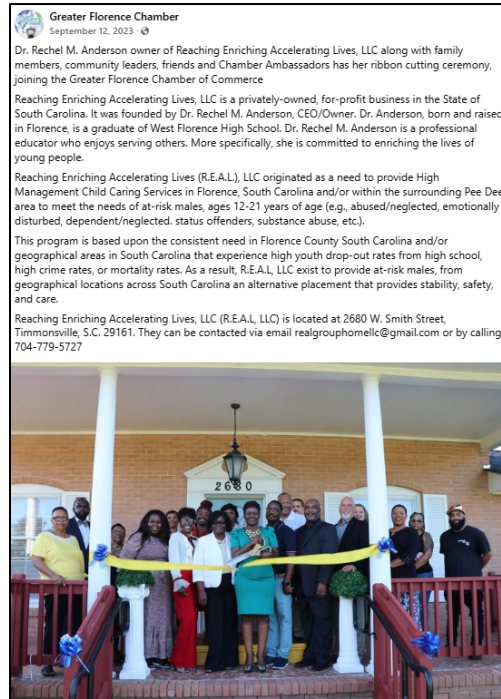 Greater Florence Chamber
September 12, 2023 ·
Dr. Rechel M. Anderson owner of Reaching Enriching Accelerating Lives, LLC along with family
members, community leaders, friends and Chamber Ambassadors has her ribbon cutting ceremony,
joining the Greater Florence Chamber of Commerce
Reaching Enriching Accelerating Lives, LLC is a privately-owned, for-profit business in the State of
South Carolina. It was founded by Dr. Rechel M. Anderson, CEO/Owner. Dr. Anderson, born and raised
in Florence, is a graduate of West Florence High School. Dr. Rechel M. Anderson is a professional
educator who enjoys serving others. More specifically, she is committed to enriching the lives of
young people.
Reaching Enriching Accelerating Lives (R.E.A.L.), LLC originated as a need to provide High
Management Child Caring Services in Florence, South Carolina and/or within the surrounding Pee Dee
area to meet the needs of at-risk males, ages 12-21 years of age (e.g., abused/neglected, emotionally
disturbed, dependent/neglected. status offenders, substance abuse, etc.).
This program is based upon the consistent need in Florence County South Carolina and/or
geographical areas in South Carolina that experience high youth drop-out rates from high school,
high crime rates, or mortality rates. As a result, R.E.A.L, LLC exist to provide at-risk males, from
geographical locations across South Carolina an alternative placement that provides stability, safety,
and care.
Reaching Enriching Accelerating Lives, LLC (R.E.A.L, LLC) is located at 2680 W. Smith Street,
Timmonsville, S.C. 29161. They can be contacted via email realgrouphomellc@gmail.com or by calling
704-779-5727
2680